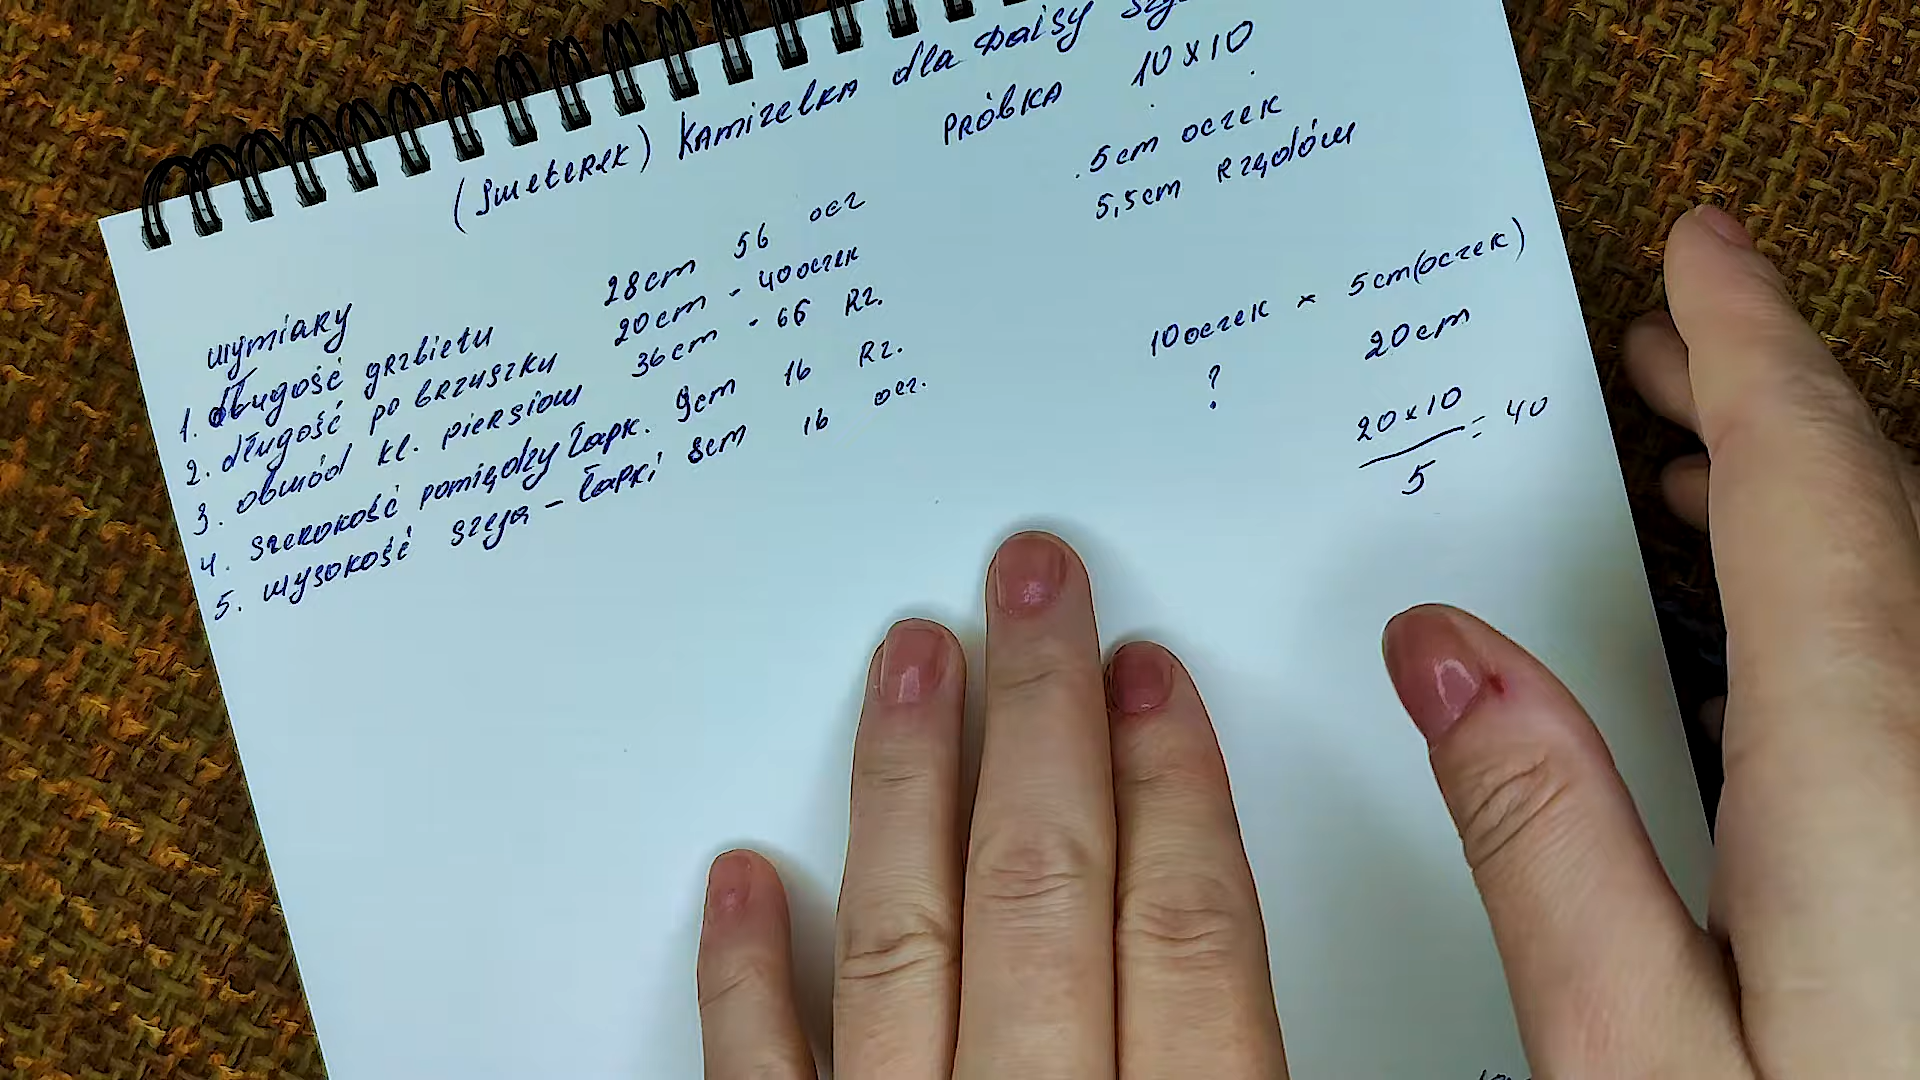 (sweterek) Kamizelka dla Daisy
PRÓBKA 10 x 10
5cm oczek
5,5cm Rzędów
wymiary
1. długość grzbietu 28cm 56 ocz
2. długość po brzuszku 20cm - 40 oczek
3. obwód kl. piersiow 36cm - 66 Rz.
4. szerokość pomiędzy łapk. 9cm 16 Rz.
5. wysokość szyja - łapki 8cm 16 ocz.
10 oczek x 5cm (oczek)
? 20cm
20 x 10 = 40
5